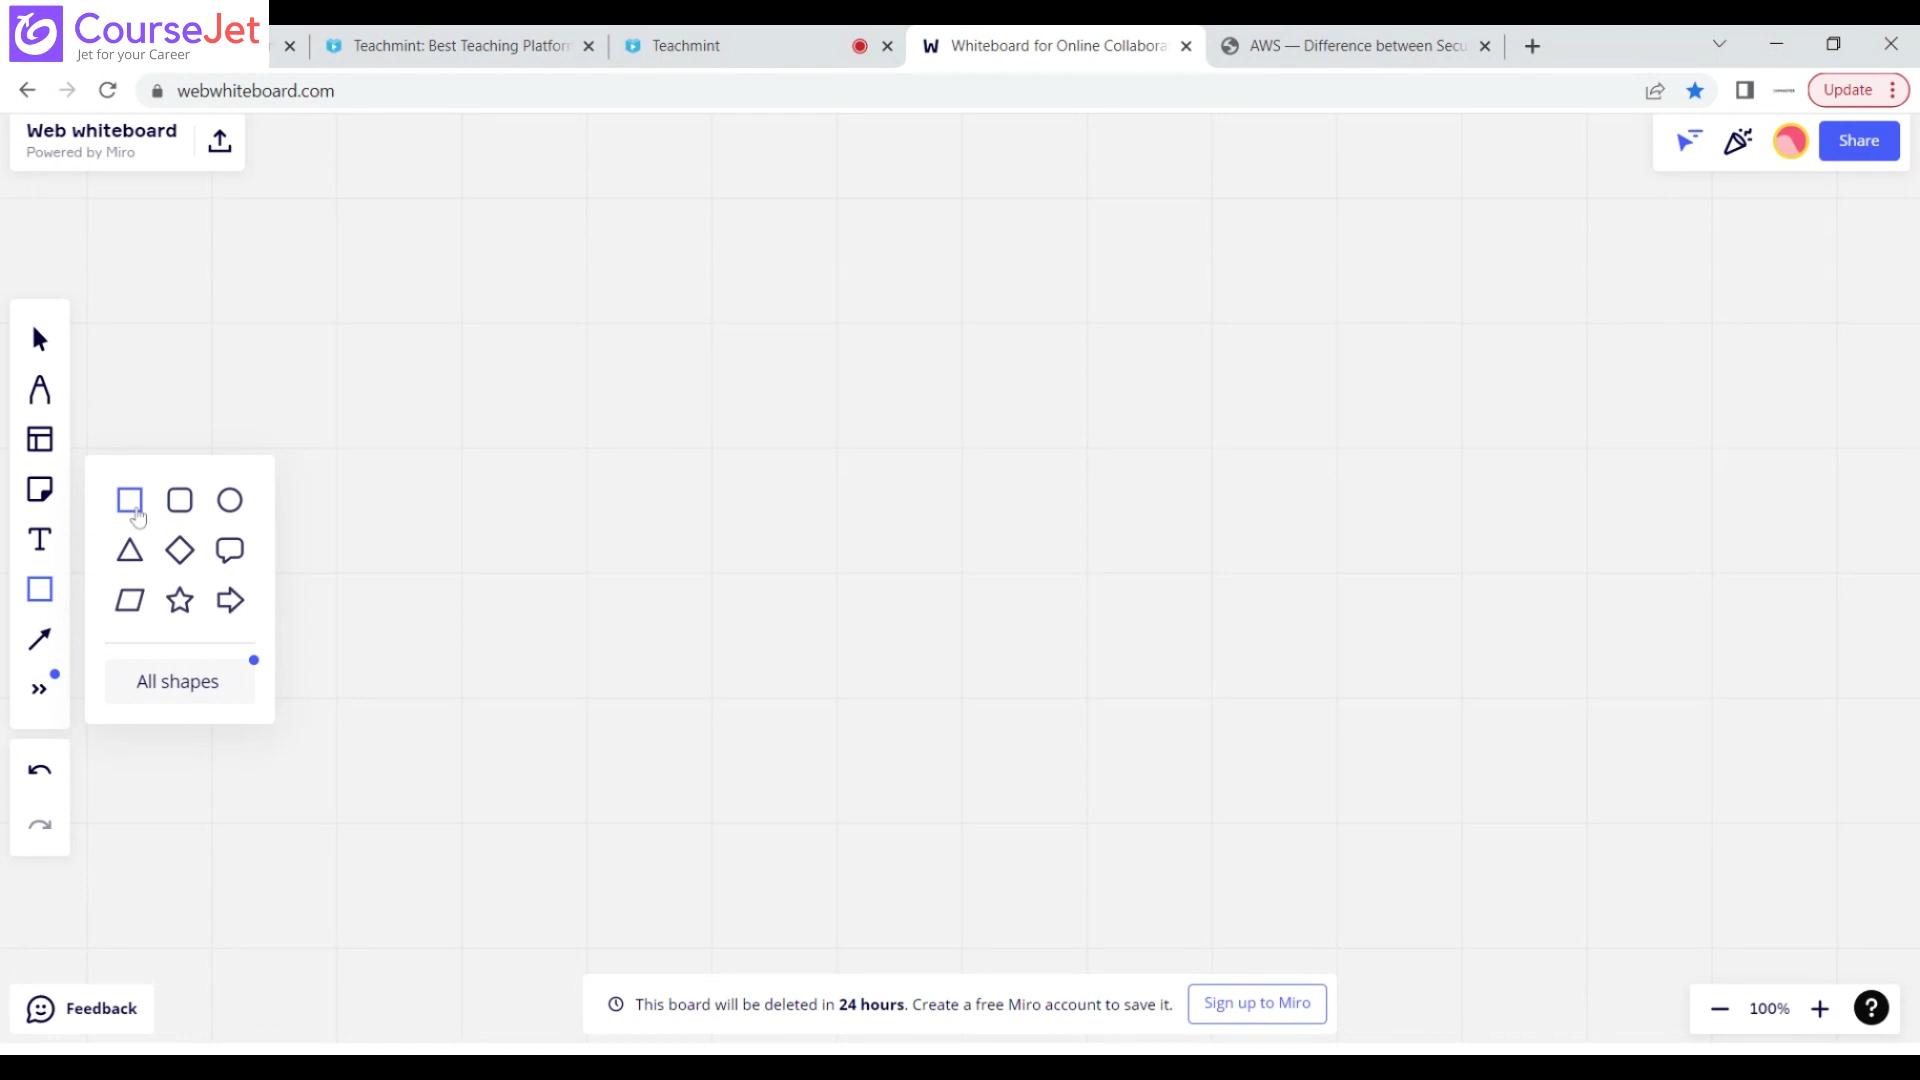 CourseJet
Jet for your Career
Teachmint: Best Teaching Platfor
Teachmint
Whiteboard for Online Collabora
AWS — Difference between Secu
webwhiteboard.com
Update
Web whiteboard
Powered by Miro
Share
T
All shapes
Feedback
This board will be deleted in 24 hours. Create a free Miro account to save it.
Sign up to Miro
100%
?